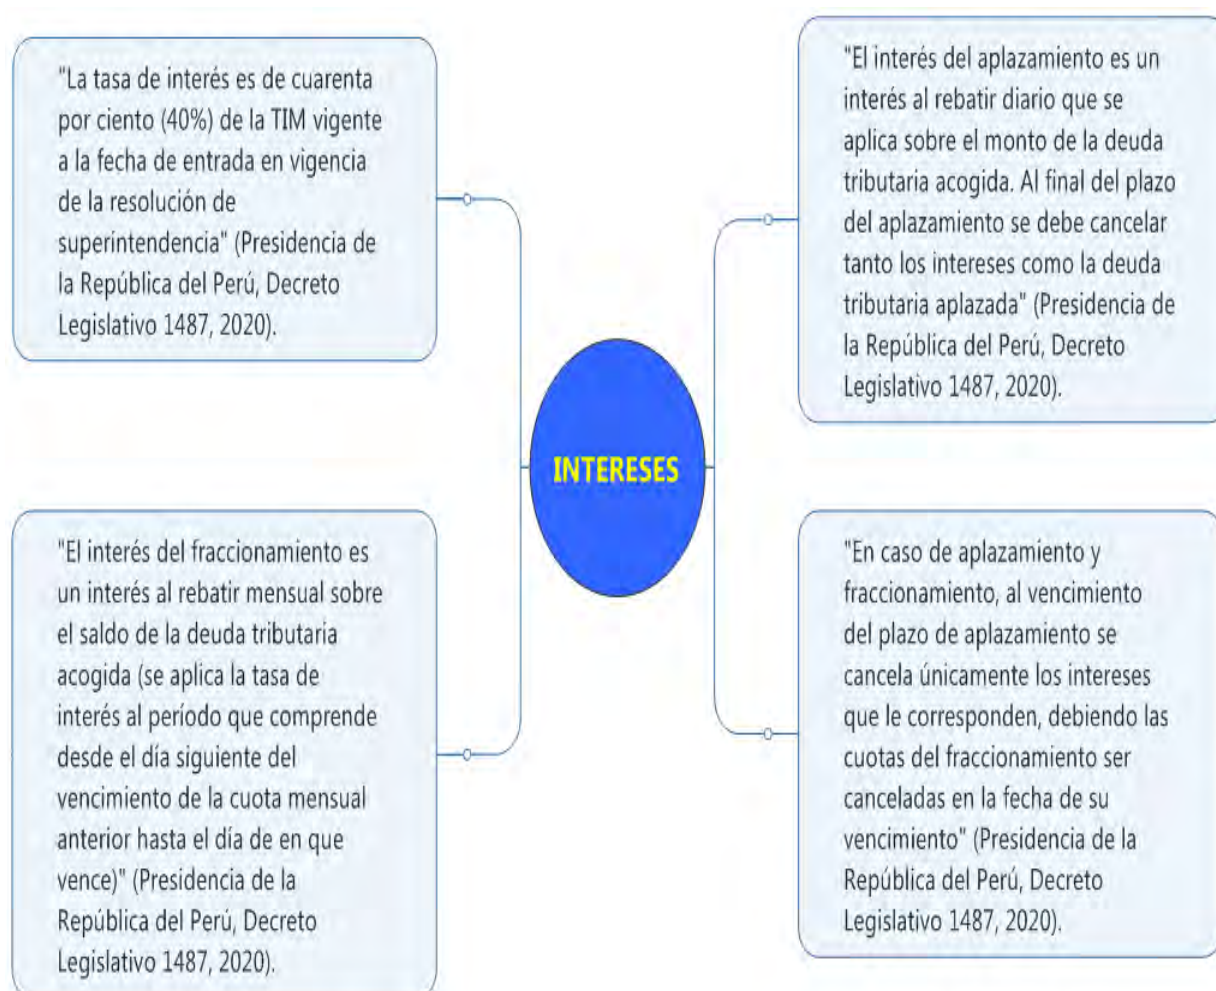 "La tasa de interés es de cuarenta
por ciento (40%) de la TIM vigente
a la fecha de entrada en vigencia
de la resolución de
superintendencia" (Presidencia de
la República del Perú, Decreto
Legislativo 1487, 2020).
"El interés del aplazamiento es un
interés al rebatir diario que se
aplica sobre el monto de la deuda
tributaria acogida. Al final del plazo
del aplazamiento se debe cancelar
tanto los intereses como la deuda
tributaria aplazada" (Presidencia de
la República del Perú, Decreto
Legislativo 1487, 2020).
INTERESES
"El interés del fraccionamiento es
un interés al rebatir mensual sobre
el saldo de la deuda tributaria
acogida (se aplica la tasa de
interés al período que comprende
desde el día siguiente del
vencimiento de la cuota mensual
anterior hasta el día de en que
vence)" (Presidencia de la
República del Perú, Decreto
Legislativo 1487, 2020).
"En caso de aplazamiento y
fraccionamiento, al vencimiento
del plazo de aplazamiento se
cancela únicamente los intereses
que le corresponden, debiendo las
cuotas del fraccionamiento ser
canceladas en la fecha de su
vencimiento" (Presidencia de la
República del Perú, Decreto
Legislativo 1487, 2020).